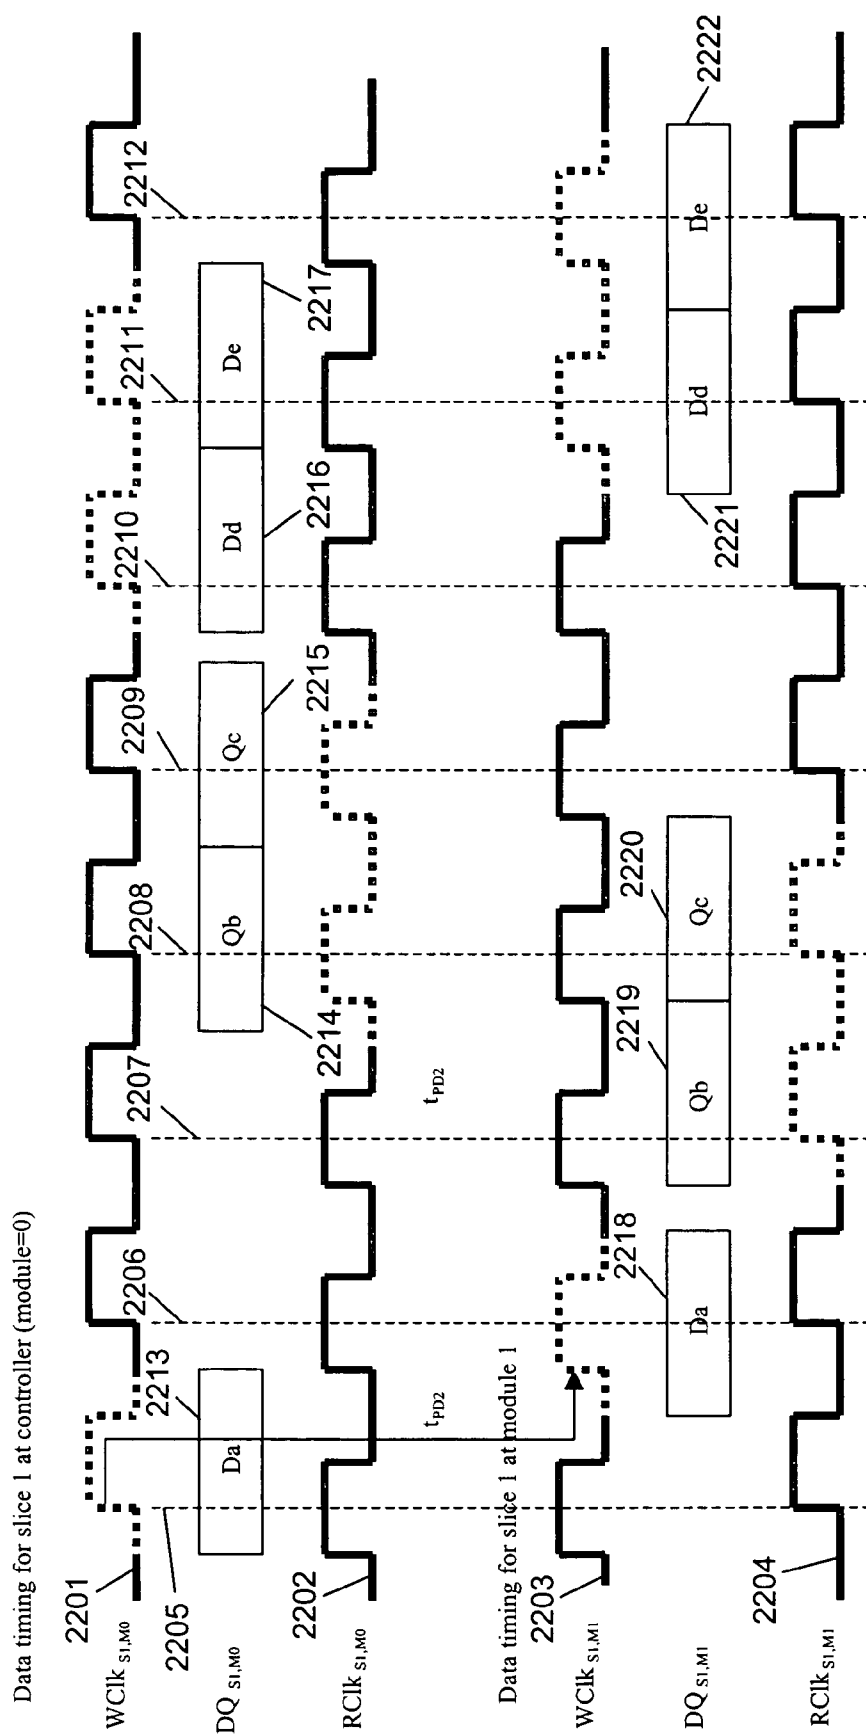 Data timing for slice 1 at controller (module=0)
2201
WClk S1,M0
2205
2213
2206
2207
2208
2209
2210
2211
2212
DQ S1,M0
Da
Qb
Qc
Dd
De
2214
2215
2216
2217
2202
RClk S1,M0
tPD2
tPD2
Data timing for slice 1 at module 1
2203
WClk S1,M1
2218
2219
2220
DQ S1,M1
Da
Qb
Qc
Dd
De
2221
2222
2204
RClk S1,M1